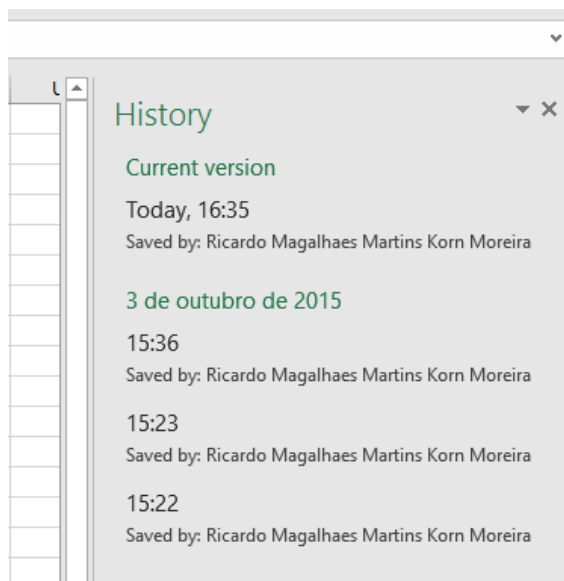 History
Current version
Today, 16:35
Saved by: Ricardo Magalhaes Martins Korn Moreira
3 de outubro de 2015
15:36
Saved by: Ricardo Magalhaes Martins Korn Moreira
15:23
Saved by: Ricardo Magalhaes Martins Korn Moreira
15:22
Saved by: Ricardo Magalhaes Martins Korn Moreira